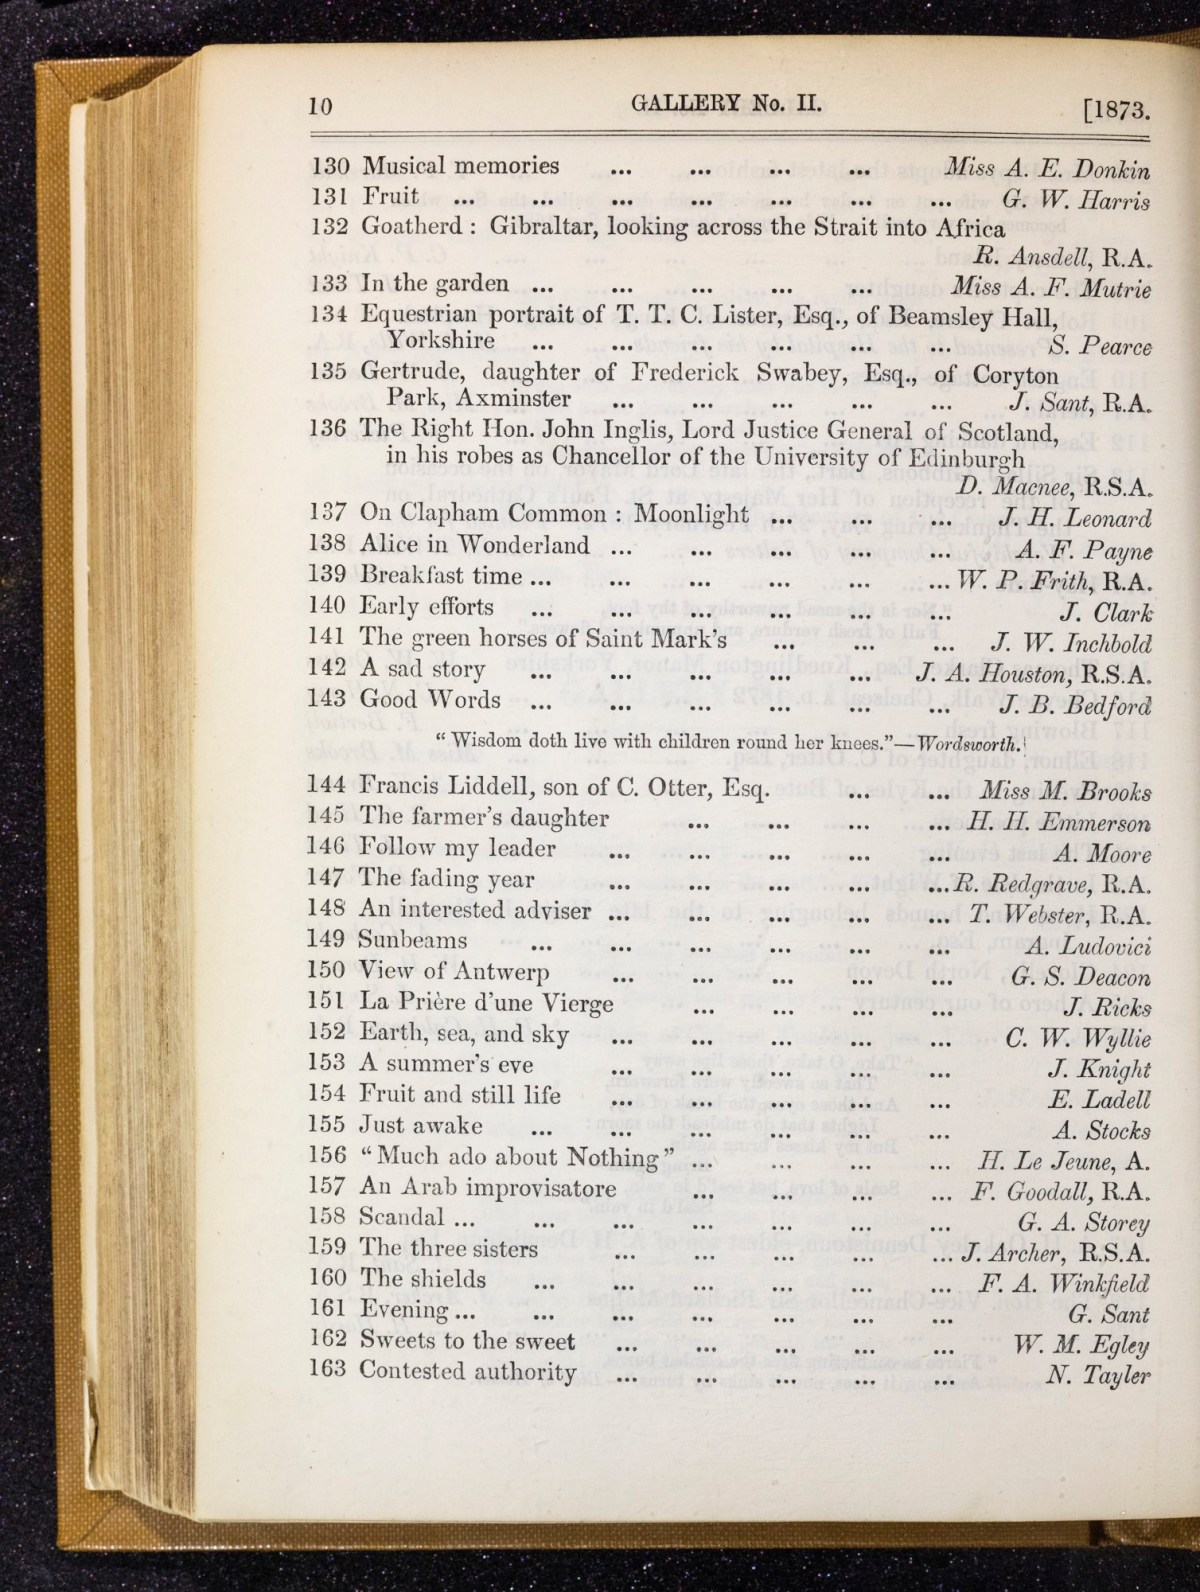 10 GALLERY No. II. [1873.
130 Musical memories ... ... ... ... Miss A. E. Donkin
131 Fruit ... ... ... ... ... ... ... G. W. Harris
132 Goatherd : Gibraltar, looking across the Strait into Africa
R. Ansdell, R.A.
133 In the garden ... ... ... ... ... Miss A. F. Mutrie
134 Equestrian portrait of T. T. C. Lister, Esq., of Beamsley Hall,
Yorkshire ... ... ... ... ... ... S. Pearce
135 Gertrude, daughter of Frederick Swabey, Esq., of Coryton
Park, Axminster ... ... ... ... ... J. Sant, R.A.
136 The Right Hon. John Inglis, Lord Justice General of Scotland,
in his robes as Chancellor of the University of Edinburgh
D. Macnee, R.S.A.
137 On Clapham Common : Moonlight ... ... ... J. H. Leonard
138 Alice in Wonderland ... ... ... ... ... A. F. Payne
139 Breakfast time ... ... ... ... ... ... W. P. Frith, R.A.
140 Early efforts ... ... ... ... ... ... J. Clark
141 The green horses of Saint Mark's ... ... ... J. W. Inchbold
142 A sad story ... ... ... ... ... J. A. Houston, R.S.A.
143 Good Words ... ... ... ... ... ... J. B. Bedford
"Wisdom doth live with children round her knees."—Wordsworth.
144 Francis Liddell, son of C. Otter, Esq. ... ... Miss M. Brooks
145 The farmer's daughter ... ... ... ... H. H. Emmerson
146 Follow my leader ... ... ... ... ... A. Moore
147 The fading year ... ... ... ... ... R. Redgrave, R.A.
148 An interested adviser ... ... ... ... ... T. Webster, R.A.
149 Sunbeams ... ... ... ... ... ... A. Ludovici
150 View of Antwerp ... ... ... ... ... G. S. Deacon
151 La Prière d'une Vierge ... ... ... ... J. Ricks
152 Earth, sea, and sky ... ... ... ... ... C. W. Wyllie
153 A summer's eve ... ... ... ... ... J. Knight
154 Fruit and still life ... ... ... ... ... E. Ladell
155 Just awake ... ... ... ... ... ... A. Stocks
156 "Much ado about Nothing" ... ... ... ... H. Le Jeune, A.
157 An Arab improvisatore ... ... ... ... F. Goodall, R.A.
158 Scandal ... ... ... ... ... ... ... G. A. Storey
159 The three sisters ... ... ... ... ... J. Archer, R.S.A.
160 The shields ... ... ... ... ... ... F. A. Winkfield
161 Evening ... ... ... ... ... ... ... G. Sant
162 Sweets to the sweet ... ... ... ... ... W. M. Egley
163 Contested authority ... ... ... ... ... N. Tayler